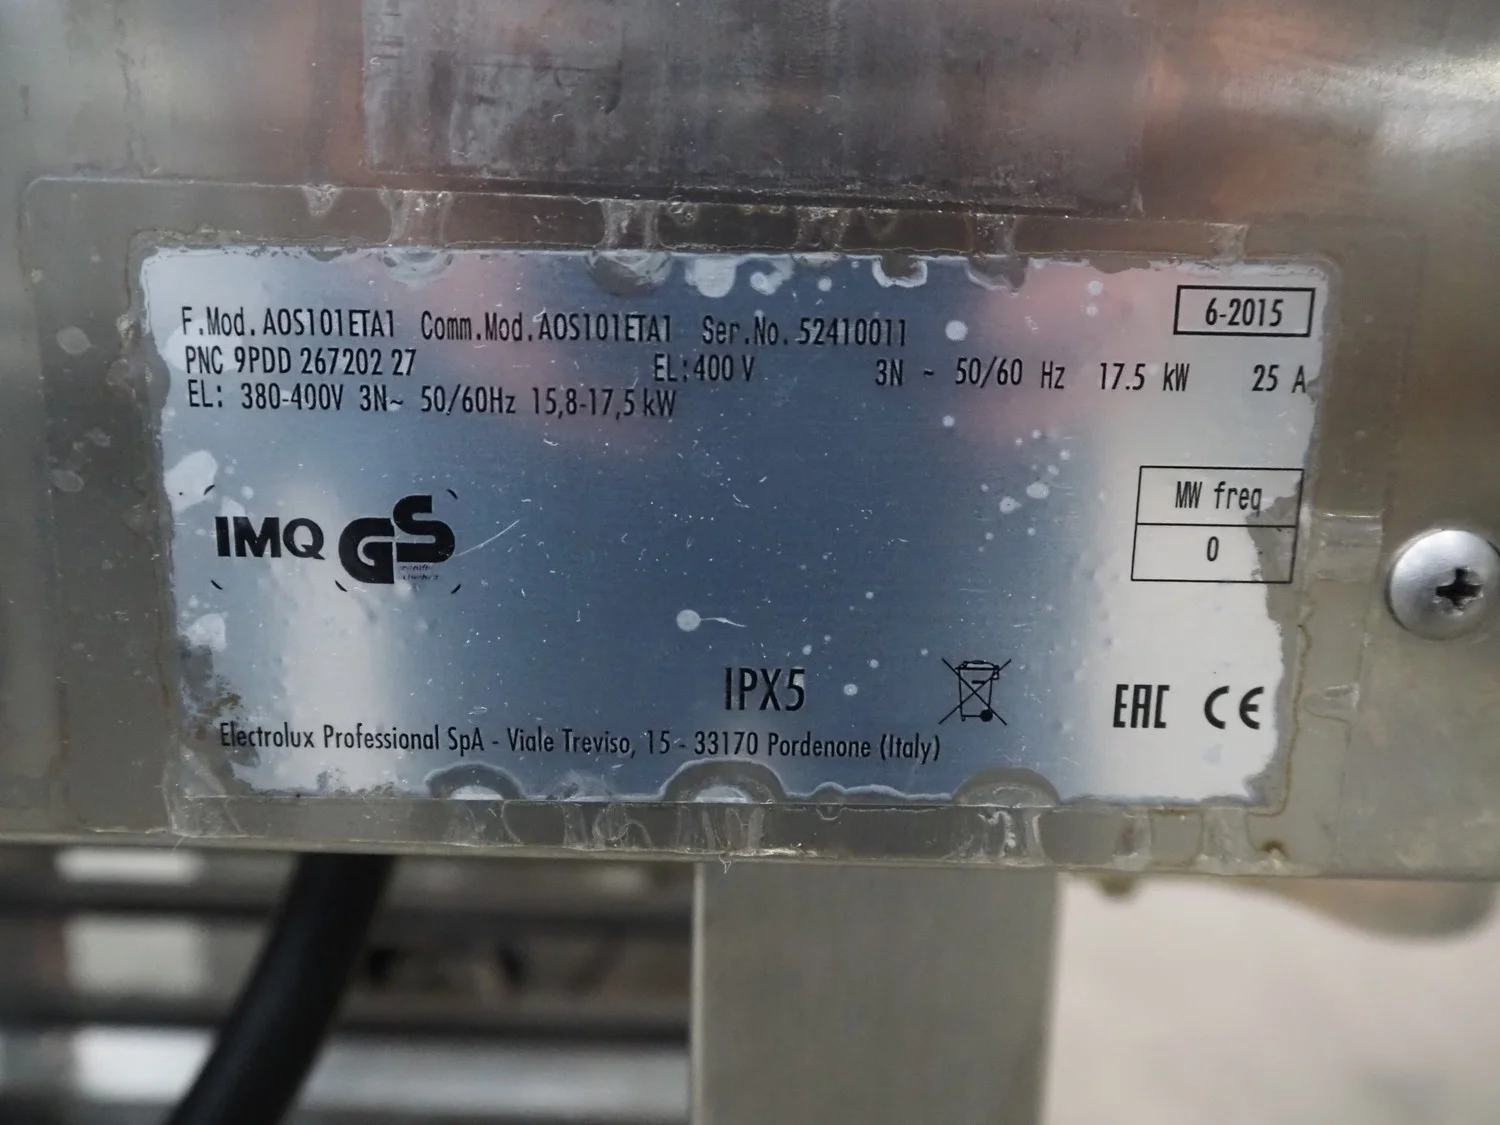 F.Mod. AOS101ETA1 Comm.Mod. AOS101ETA1 Ser.No. 52410011
6-2015
PNC 9PDD 267202 27 EL: 400 V 3N ~ 50/60 Hz 17.5 kW 25 A
EL: 380-400V 3N~ 50/60Hz 15,8-17,5 kW
MW freq
0
IMQ GS
IPX5
EAC CE
Electrolux Professional SpA - Viale Treviso, 15 - 33170 Pordenone (Italy)